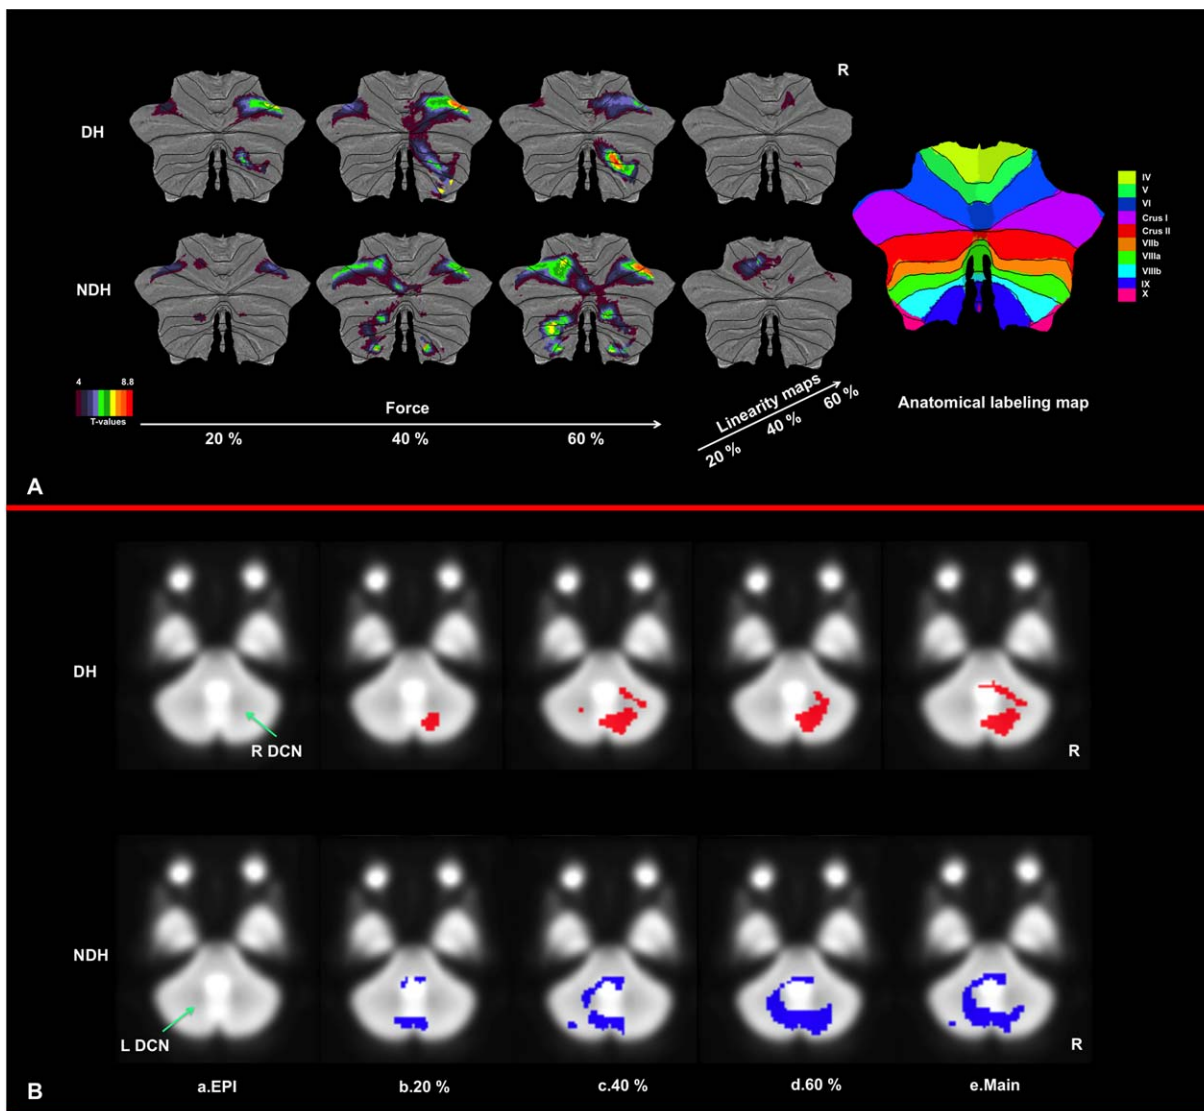 R
DH
IV
V
VI
Crus I
Crus II
VIIb
VIIIa
VIIIb
IX
X
NDH
4 8.8
T-values
Force
20 % 40 % 60 %
Linearity maps
20 % 40 % 60 %
Anatomical labeling map
A
DH
R DCN
R
NDH
L DCN
R
B
a.EPI b.20 % c.40 % d.60 % e.Main